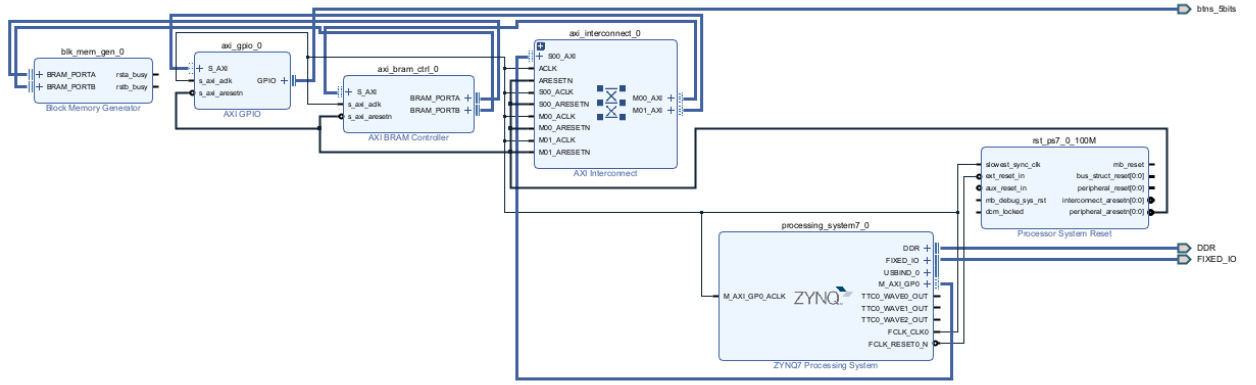 btns_5bits
blk_mem_gen_0
BRAM_PORTA
BRAM_PORTB
rsta_busy
rstb_busy
Block Memory Generator
axi_gpio_0
S_AXI
s_axi_aclk
s_axi_aresetn
GPIO
AXI GPIO
axi_bram_ctrl_0
S_AXI
s_axi_aclk
s_axi_aresetn
BRAM_PORTA
BRAM_PORTB
AXI BRAM Controller
axi_interconnect_0
S00_AXI
ACLK
ARESETN
S00_ACLK
S00_ARESETN
M00_ACLK
M00_ARESETN
M01_ACLK
M01_ARESETN
M00_AXI
M01_AXI
AXI Interconnect
rst_ps7_0_100M
slowest_sync_clk
ext_reset_in
aux_reset_in
mb_debug_sys_rst
dcm_locked
mb_reset
bus_struct_reset[0:0]
peripheral_reset[0:0]
interconnect_aresetn[0:0]
peripheral_aresetn[0:0]
Processor System Reset
processing_system7_0
M_AXI_GP0_ACLK
ZYNQ
DDR
FIXED_IO
USBIND_0
M_AXI_GP0
TTC0_WAVE0_OUT
TTC0_WAVE1_OUT
TTC0_WAVE2_OUT
FCLK_CLK0
FCLK_RESET0_N
ZYNQ7 Processing System
DDR
FIXED_IO